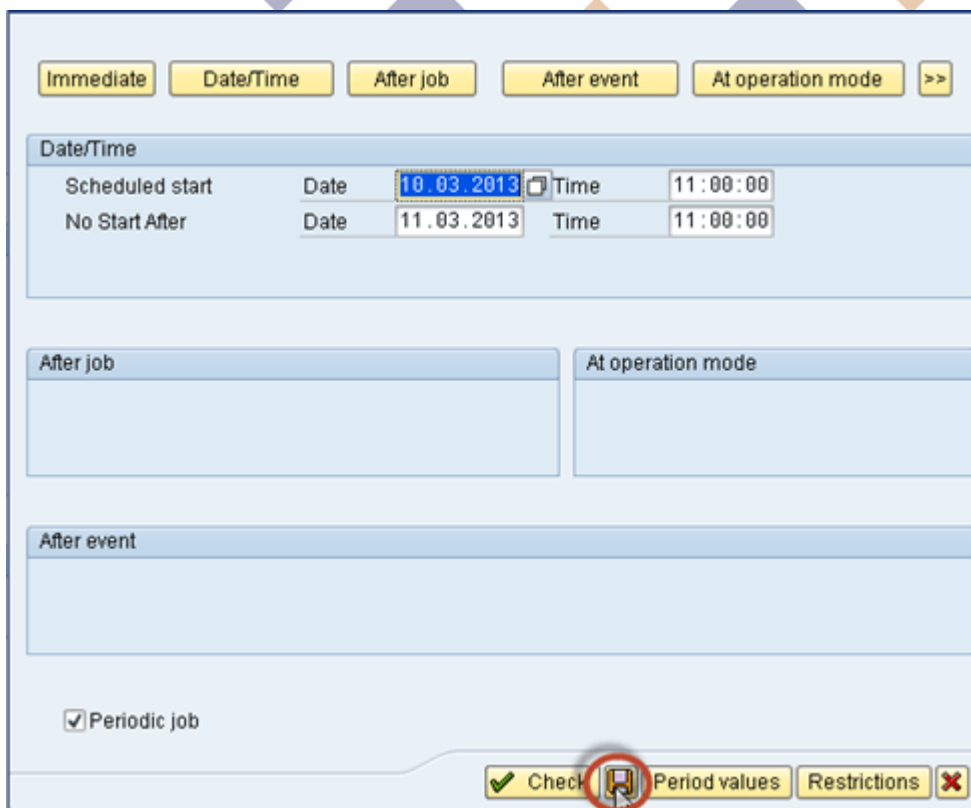 Immediate Date/Time After job After event At operation mode >>
Date/Time
Scheduled start Date 10.03.2013 Time 11:00:00
No Start After Date 11.03.2013 Time 11:00:00
After job At operation mode
After event
Periodic job
Check Period values Restrictions